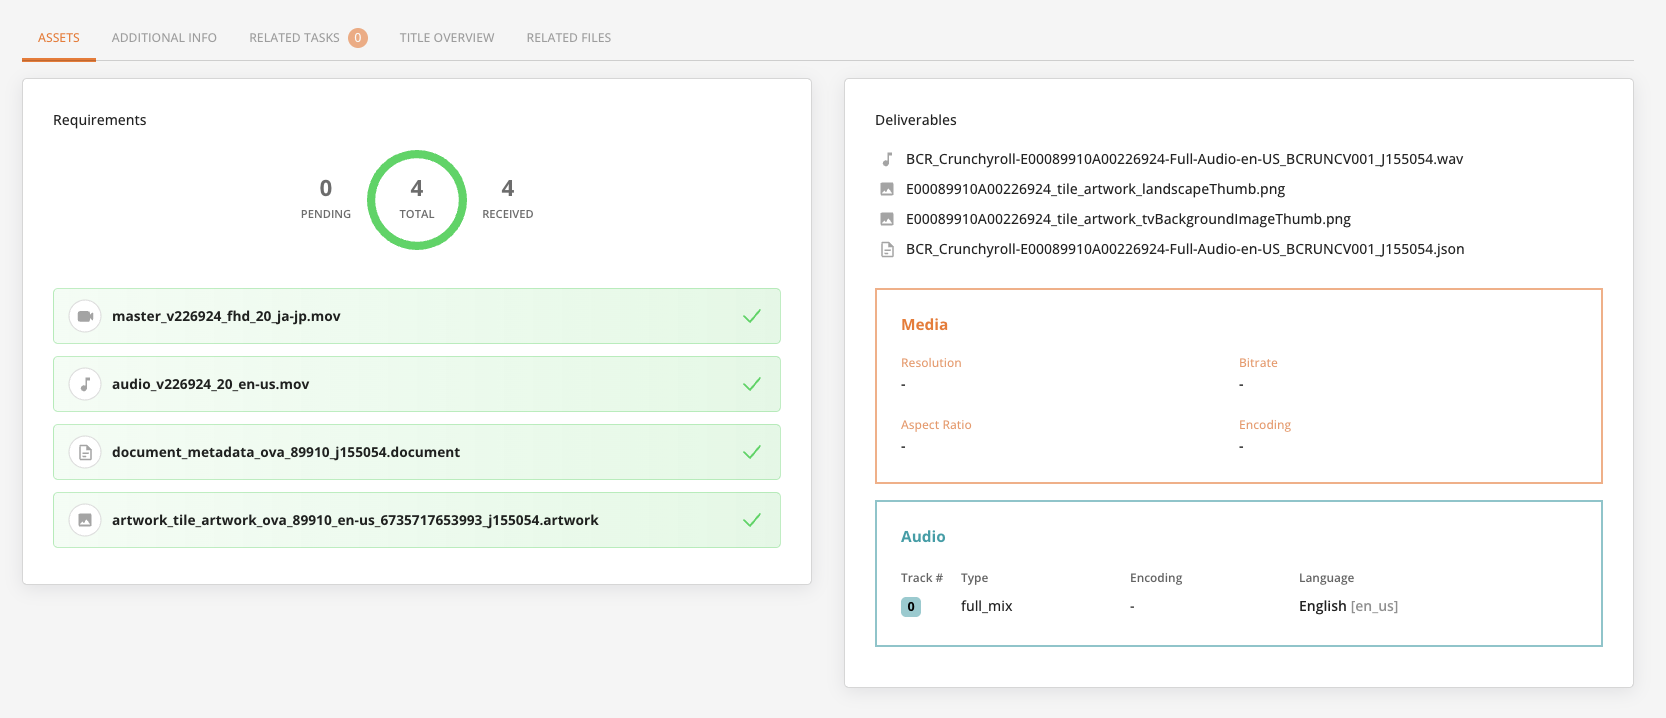 ASSETS ADDITIONAL INFO RELATED TASKS 0 TITLE OVERVIEW RELATED FILES
Requirements
0 4 4
PENDING TOTAL RECEIVED
master_v226924_fhd_20_ja-jp.mov
audio_v226924_20_en-us.mov
document_metadata_ova_89910_j155054.document
artwork_tile_artwork_ova_89910_en-us_6735717653993_j155054.artwork
Deliverables
BCR_Crunchyroll-E00089910A00226924-Full-Audio-en-US_BCRUNCV001_J155054.wav
E00089910A00226924_tile_artwork_landscapeThumb.png
E00089910A00226924_tile_artwork_tvBackgroundImageThumb.png
BCR_Crunchyroll-E00089910A00226924-Full-Audio-en-US_BCRUNCV001_J155054.json
Media
Resolution Bitrate
- -
Aspect Ratio Encoding
- -
Audio
Track # Type Encoding Language
0 full_mix - English [en_us]